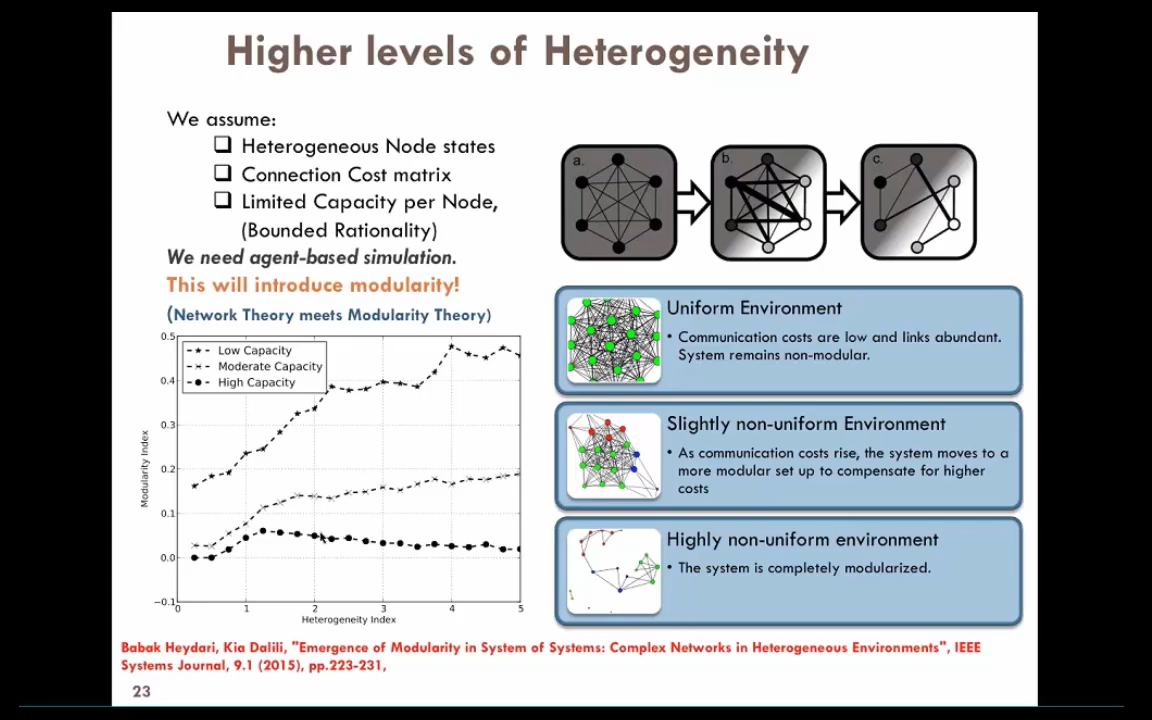 Higher levels of Heterogeneity
We assume:
❑ Heterogeneous Node states
❑ Connection Cost matrix
❑ Limited Capacity per Node,
(Bounded Rationality)
We need agent-based simulation.
This will introduce modularity!
(Network Theory meets Modularity Theory)
a.
b.
c.
Uniform Environment
• Communication costs are low and links abundant.
System remains non-modular.
Slightly non-uniform Environment
• As communication costs rise, the system moves to a
more modular set up to compensate for higher
costs
Highly non-uniform environment
• The system is completely modularized.
Low Capacity
Moderate Capacity
High Capacity
Modularity Index
0.5
0.4
0.3
0.2
0.1
0.0
−0.1
0 1 2 3 4 5
Heterogeneity Index
Babak Heydari, Kia Dalili, "Emergence of Modularity in System of Systems: Complex Networks in Heterogeneous Environments", IEEE
Systems Journal, 9.1 (2015), pp.223-231,
23